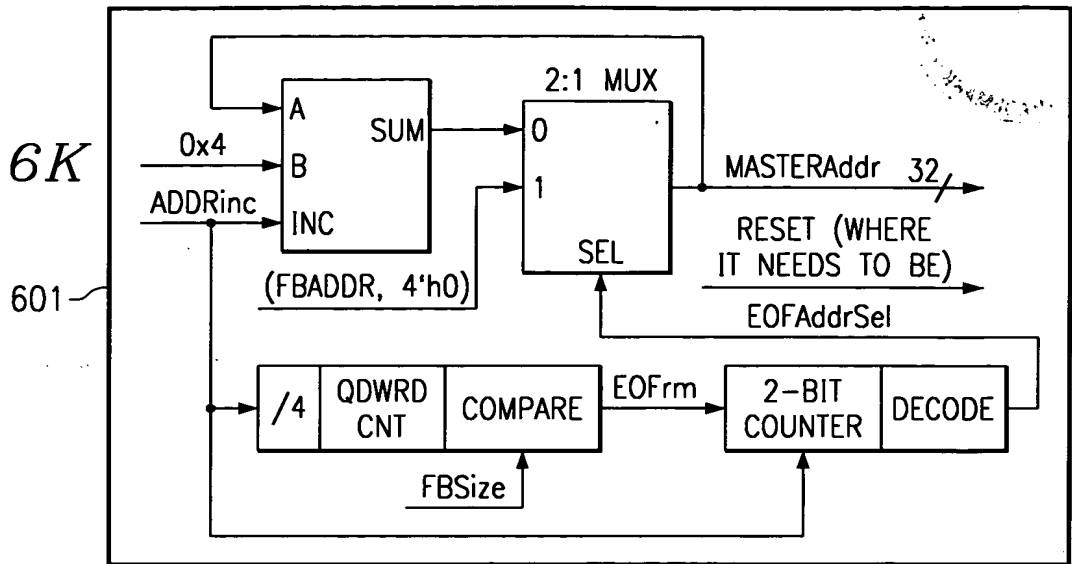 2:1 MUX
A
SUM
0
0x4
B
6K
1
MASTERAddr 32
ADDRinc
INC
RESET (WHERE
IT NEEDS TO BE)
SEL
(FBADDR, 4'h0)
601
EOFAddrSel
/4
QDWRD
CNT
COMPARE
EOFrm
2-BIT
COUNTER
DECODE
FBSize